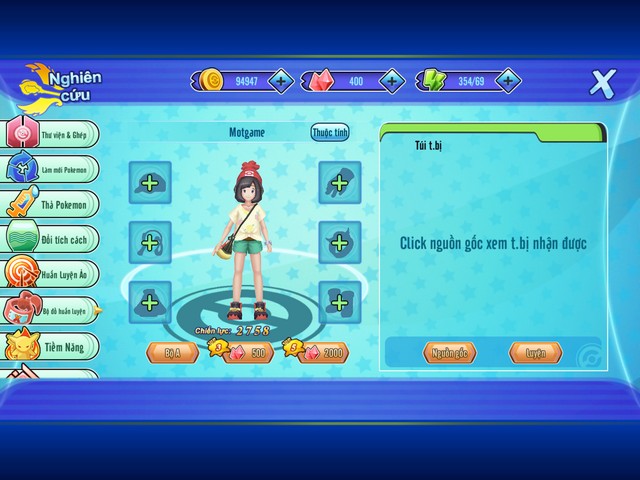 Nghiên
cứu
94947
400
354/69
Thư viện & Ghép
Làm mới Pokemon
Thả Pokemon
Đổi tích cách
Huấn Luyện Ảo
Bộ đồ huấn luyện
Tiềm Năng
Motgame
Thuộc tính
Chiến lực: 2758
Bộ A
500
2000
Túi t.bị
Click nguồn gốc xem t.bị nhận được
Nguồn gốc
Luyện